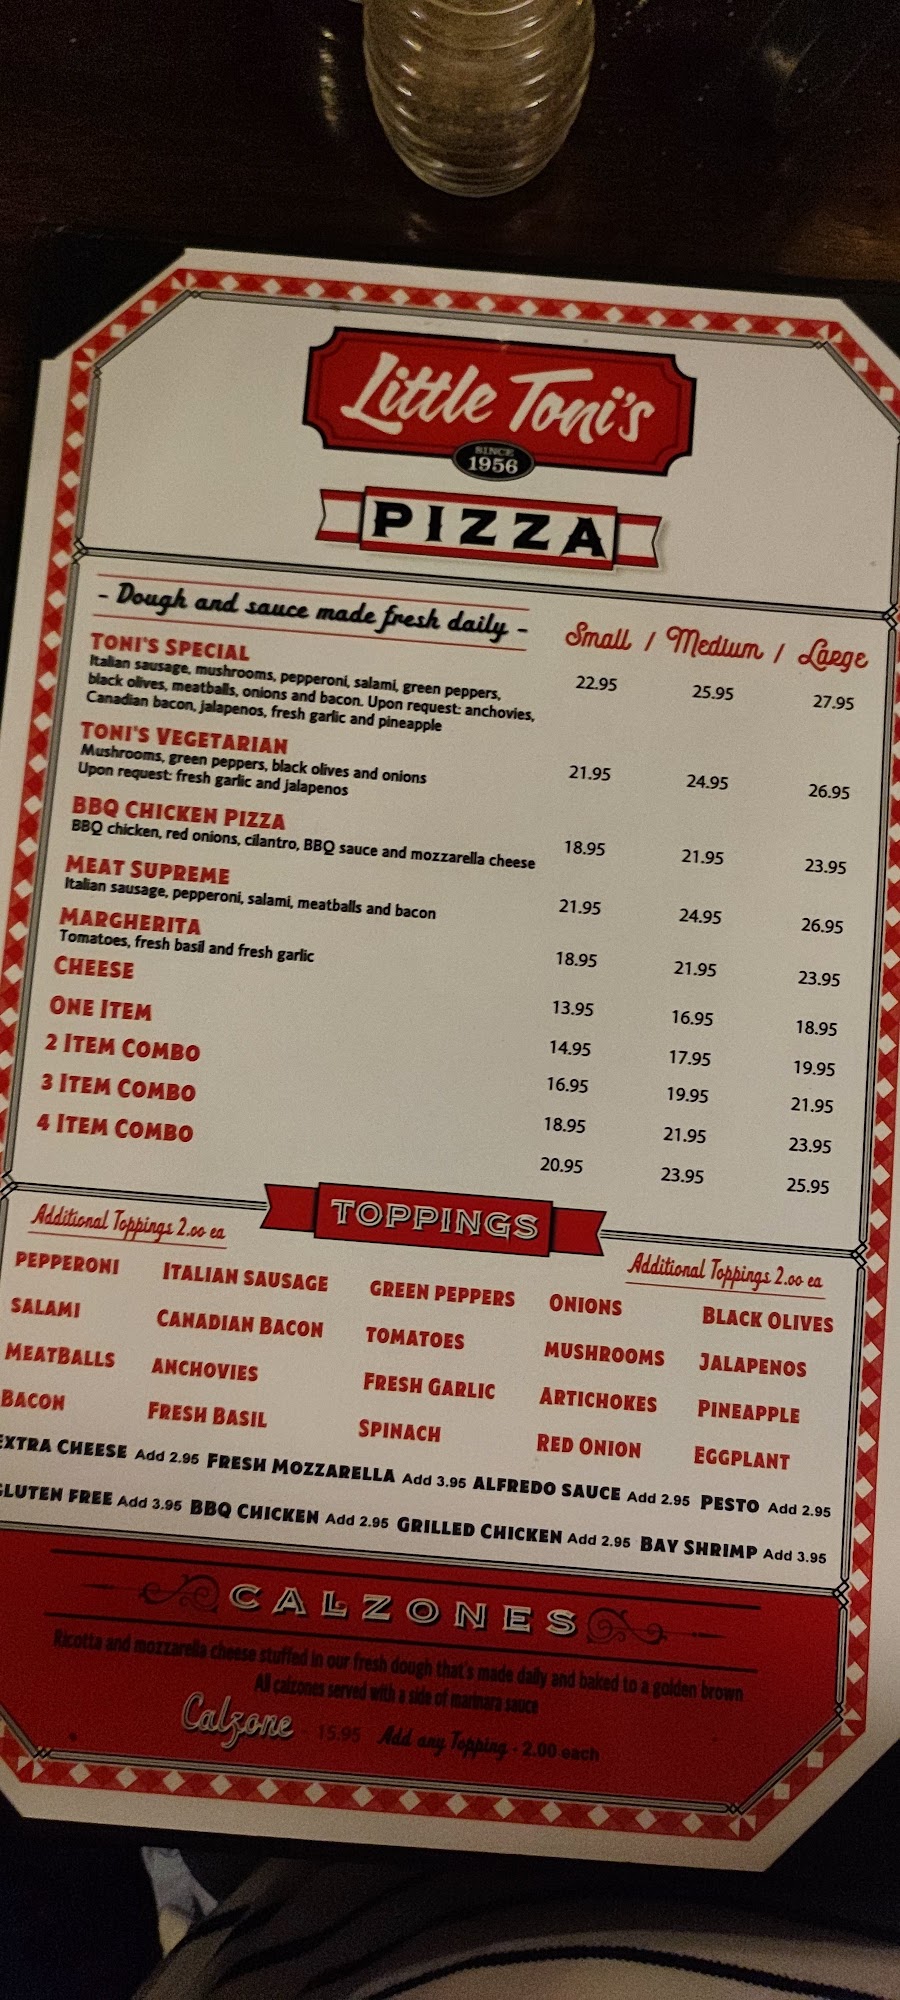 Little Toni's
SINCE
1956
PIZZA
- Dough and sauce made fresh daily -
Small / Medium / Large
TONI'S SPECIAL
Italian sausage, mushrooms, pepperoni, salami, green peppers,
black olives, meatballs, onions and bacon. Upon request: anchovies,
Canadian bacon, jalapenos, fresh garlic and pineapple
22.95 25.95 27.95
TONI'S VEGETARIAN
Mushrooms, green peppers, black olives and onions
Upon request: fresh garlic and jalapenos
21.95 24.95 26.95
BBQ CHICKEN PIZZA
BBQ chicken, red onions, cilantro, BBQ sauce and mozzarella cheese
18.95 21.95 23.95
MEAT SUPREME
Italian sausage, pepperoni, salami, meatballs and bacon
21.95 24.95 26.95
MARGHERITA
Tomatoes, fresh basil and fresh garlic
18.95 21.95 23.95
CHEESE 13.95 16.95 18.95
ONE ITEM 14.95 17.95 19.95
2 ITEM COMBO 16.95 19.95 21.95
3 ITEM COMBO 18.95 21.95 23.95
4 ITEM COMBO 20.95 23.95 25.95
TOPPINGS
Additional Toppings 2.00 ea
Additional Toppings 2.00 ea
PEPPERONI ITALIAN SAUSAGE GREEN PEPPERS ONIONS BLACK OLIVES
SALAMI CANADIAN BACON TOMATOES MUSHROOMS JALAPENOS
MEATBALLS ANCHOVIES FRESH GARLIC ARTICHOKES PINEAPPLE
BACON FRESH BASIL SPINACH RED ONION EGGPLANT
EXTRA CHEESE Add 2.95 FRESH MOZZARELLA Add 3.95 ALFREDO SAUCE Add 2.95 PESTO Add 2.95
GLUTEN FREE Add 3.95 BBQ CHICKEN Add 2.95 GRILLED CHICKEN Add 2.95 BAY SHRIMP Add 3.95
CALZONES
Ricotta and mozzarella cheese stuffed in our fresh dough that's made daily and baked to a golden brown
All calzones served with a side of marinara sauce
Calzone - 15.95 Add any Topping - 2.00 each